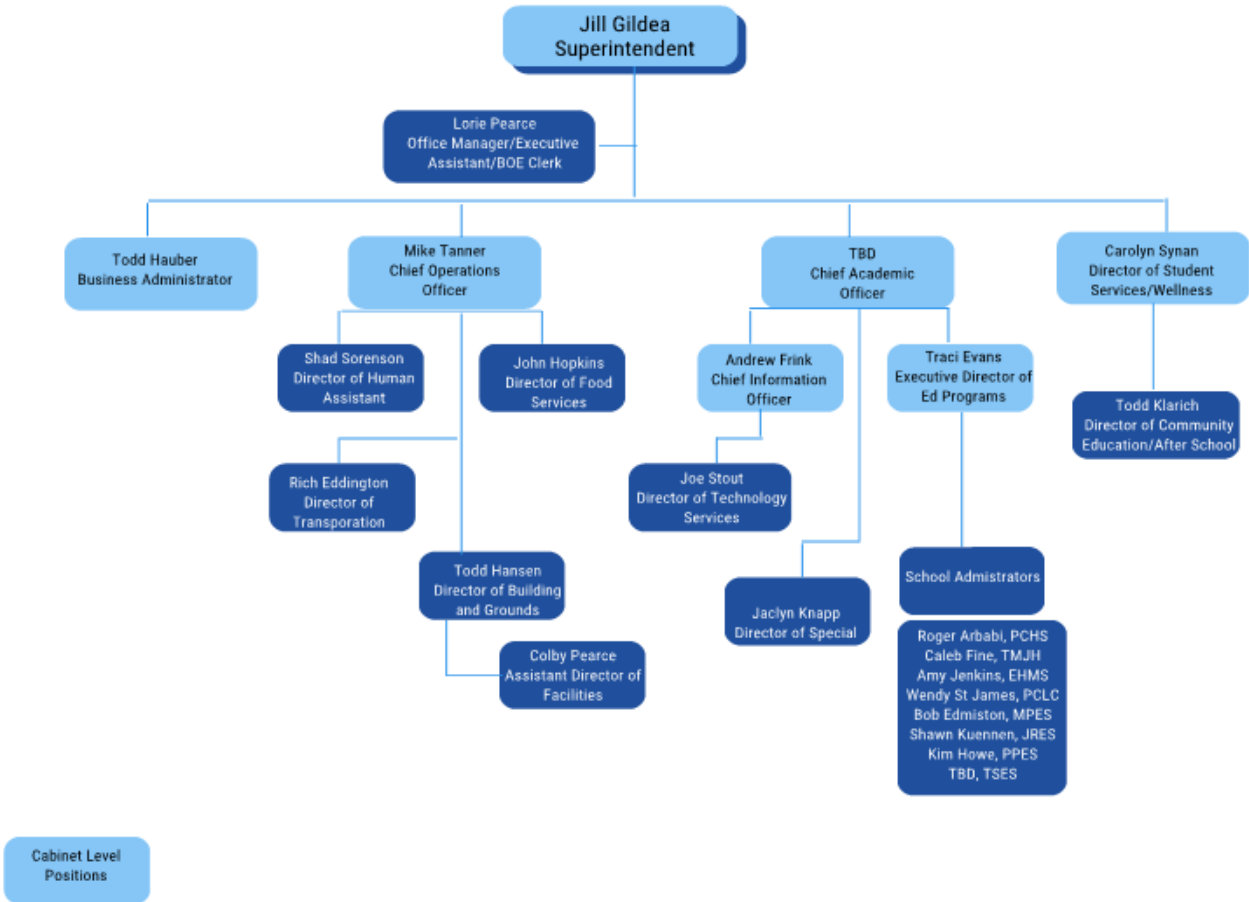 Jill Gildea
Superintendent
Lorie Pearce
Office Manager/Executive
Assistant/BOE Clerk
Todd Hauber
Business Administrator
Mike Tanner
Chief Operations
Officer
TBD
Chief Academic
Officer
Carolyn Synan
Director of Student
Services/Wellness
Shad Sorenson
Director of Human
Assistant
John Hopkins
Director of Food
Services
Andrew Frink
Chief Information
Officer
Traci Evans
Executive Director of
Ed Programs
Todd Klarich
Director of Community
Education/After School
Rich Eddington
Director of
Transporation
Joe Stout
Director of Technology
Services
Todd Hansen
Director of Building
and Grounds
Jaclyn Knapp
Director of Special
School Admistrators
Colby Pearce
Assistant Director of
Facilities
Roger Arbabi, PCHS
Caleb Fine, TMJH
Amy Jenkins, EHMS
Wendy St James, PCLC
Bob Edmiston, MPES
Shawn Kuennen, JRES
Kim Howe, PPES
TBD, TSES
Cabinet Level
Positions